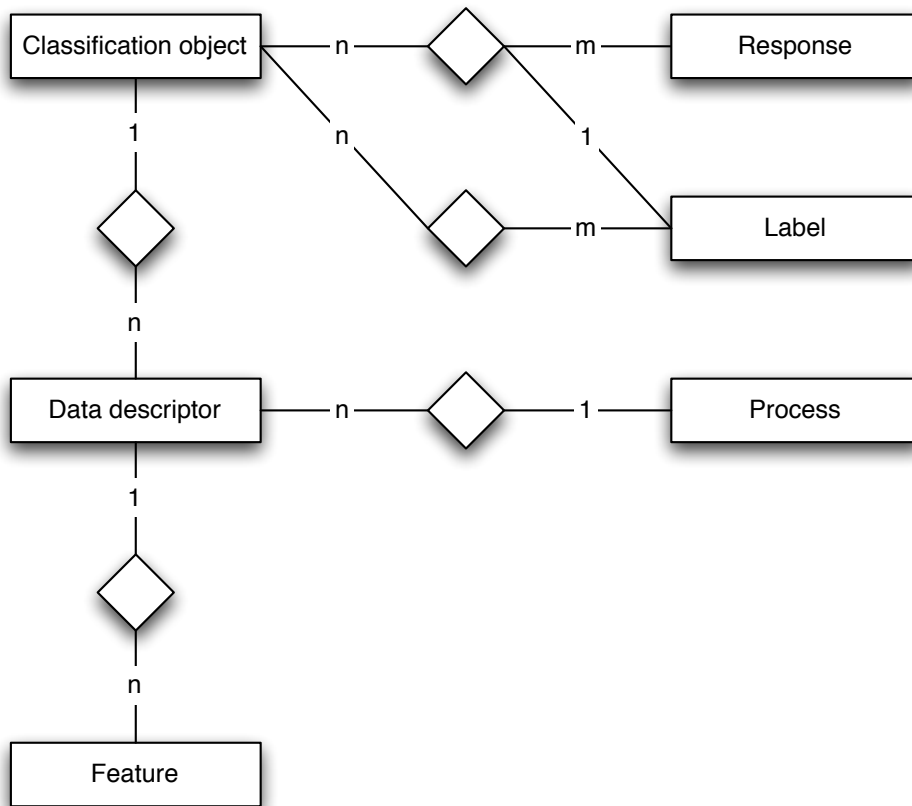 Classification object
n
m
Response
1
n
1
m
Label
n
Data descriptor
n
1
Process
1
n
Feature